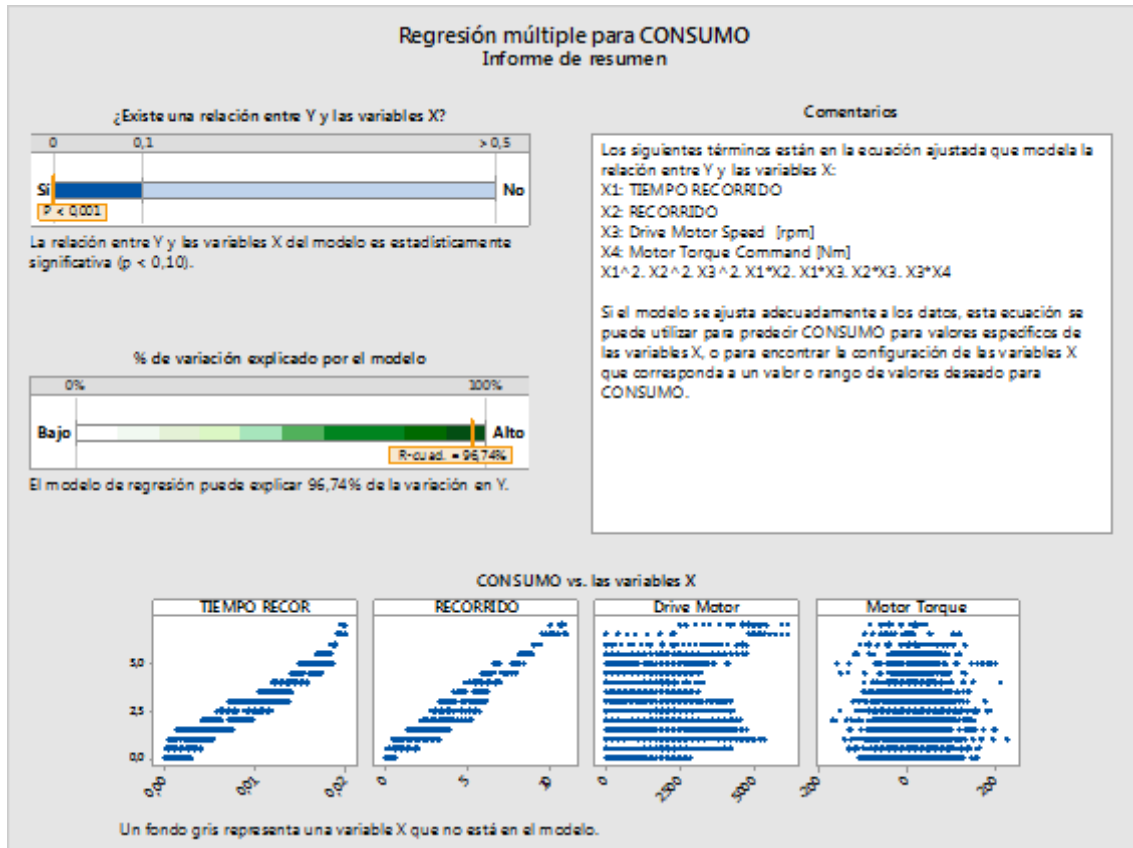 Regresión múltiple para CONSUMO
Informe de resumen
¿Existe una relación entre Y y las variables X?
0 0,1 > 0,5
Sí No
P < 0,001
La relación entre Y y las variables X del modelo es estadísticamente
significativa (p < 0,10).
% de variación explicado por el modelo
0% 100%
Bajo Alto
R-cuad. = 96,74%
El modelo de regresión puede explicar 96,74% de la variación en Y.
Comentarios
Los siguientes términos están en la ecuación ajustada que modela la
relación entre Y y las variables X:
X1: TIEMPO RECORRIDO
X2: RECORRIDO
X3: Drive Motor Speed [rpm]
X4: Motor Torque Command [Nm]
X1^2. X2^2. X3^2. X1*X2. X1*X3. X2*X3. X3*X4
Si el modelo se ajusta adecuadamente a los datos, esta ecuación se
puede utilizar para predecir CONSUMO para valores específicos de
las variables X, o para encontrar la configuración de las variables X
que corresponda a un valor o rango de valores deseado para
CONSUMO.
CONSUMO vs. las variables X
TIEMPO RECOR RECORRIDO Drive Motor Motor Torque
5,0
2,5
0,0
0,00 0,01 0,02 0 5 10 0 2500 5000 -200 0 200
Un fondo gris representa una variable X que no está en el modelo.